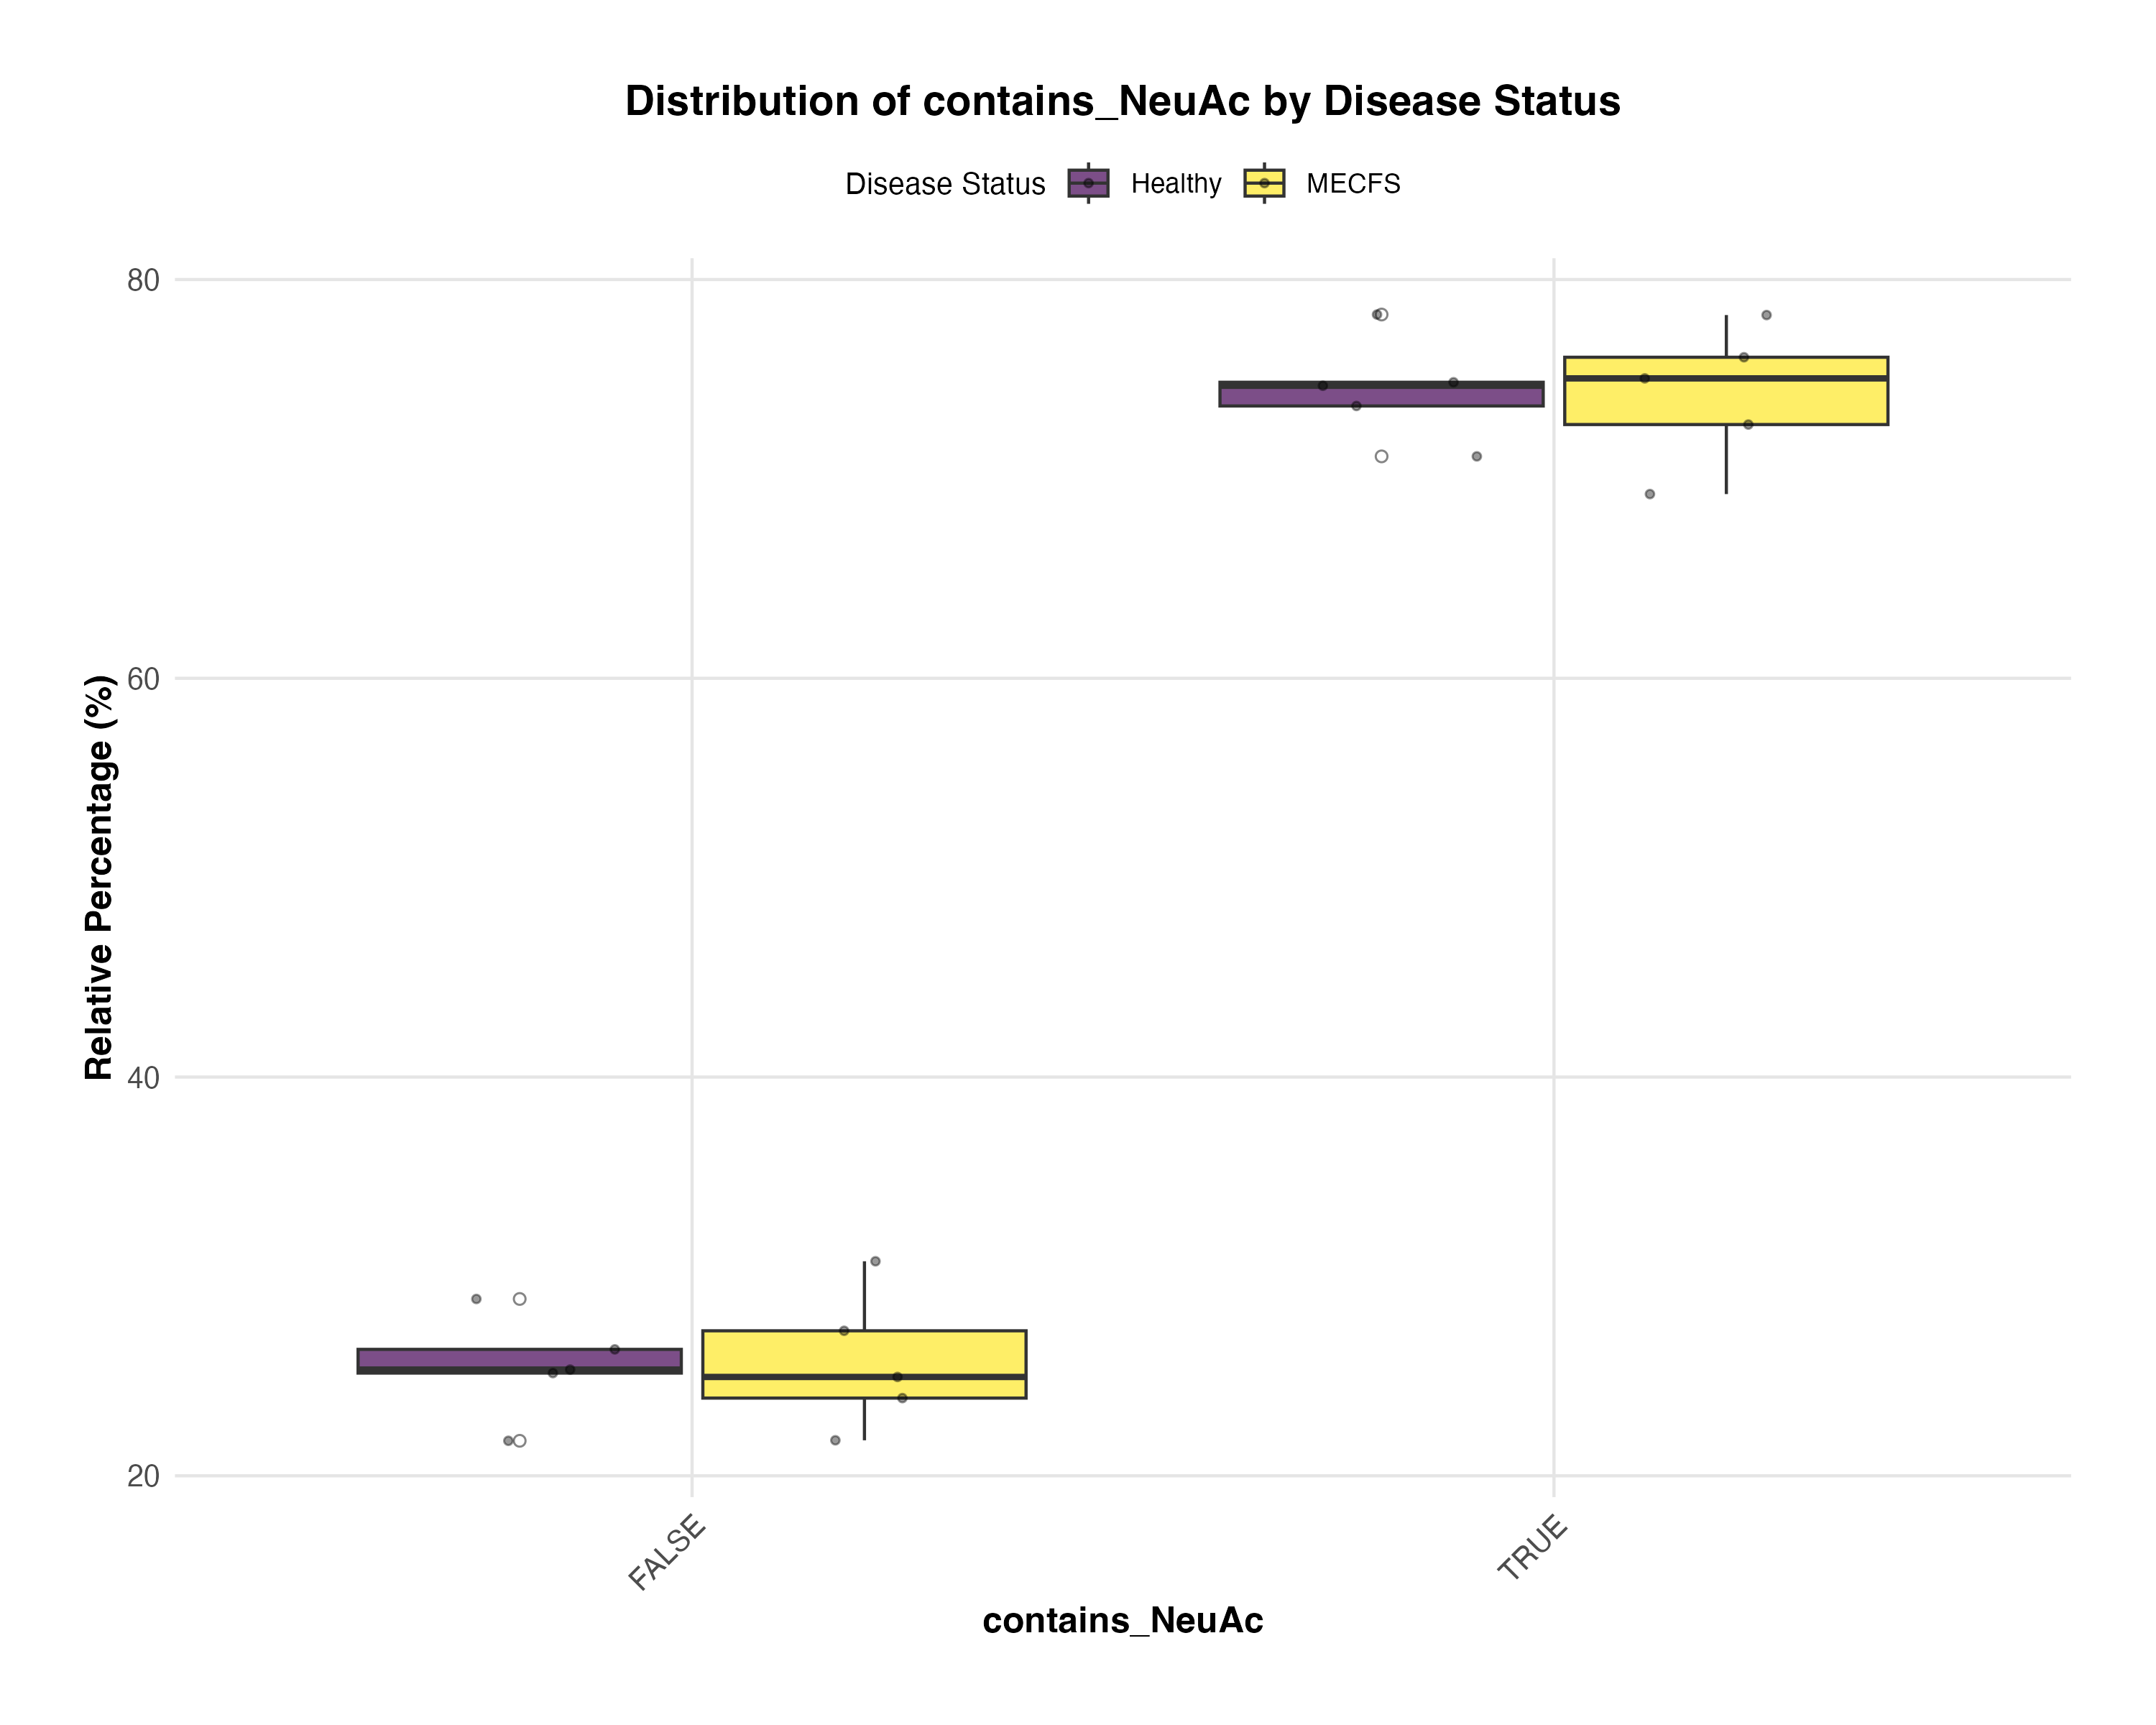 Distribution of contains_NeuAc by Disease Status
Disease Status Healthy MECFS
80
60
40
20
Relative Percentage (%)
FALSE TRUE
contains_NeuAc